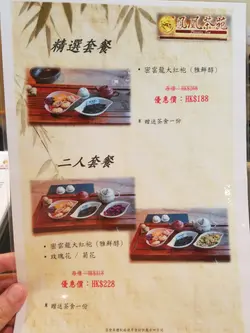 鳳凰茶苑
精選套餐
· 密雲龍大紅袍（雅鮮醇）
優惠價：HK$188
* 贈送茶食一份
二人套餐
· 密雲龍大紅袍（雅鮮醇）
· 玫瑰花 / 菊花
優惠價：HK$228
* 贈送茶食一份